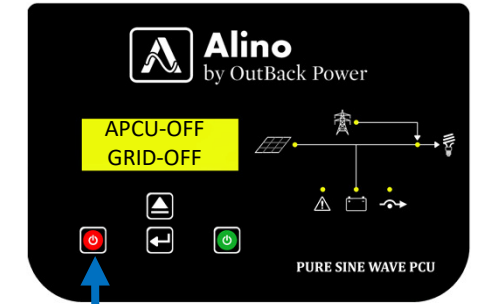 Alino
by OutBack Power
APCU-OFF
GRID-OFF
PURE SINE WAVE PCU